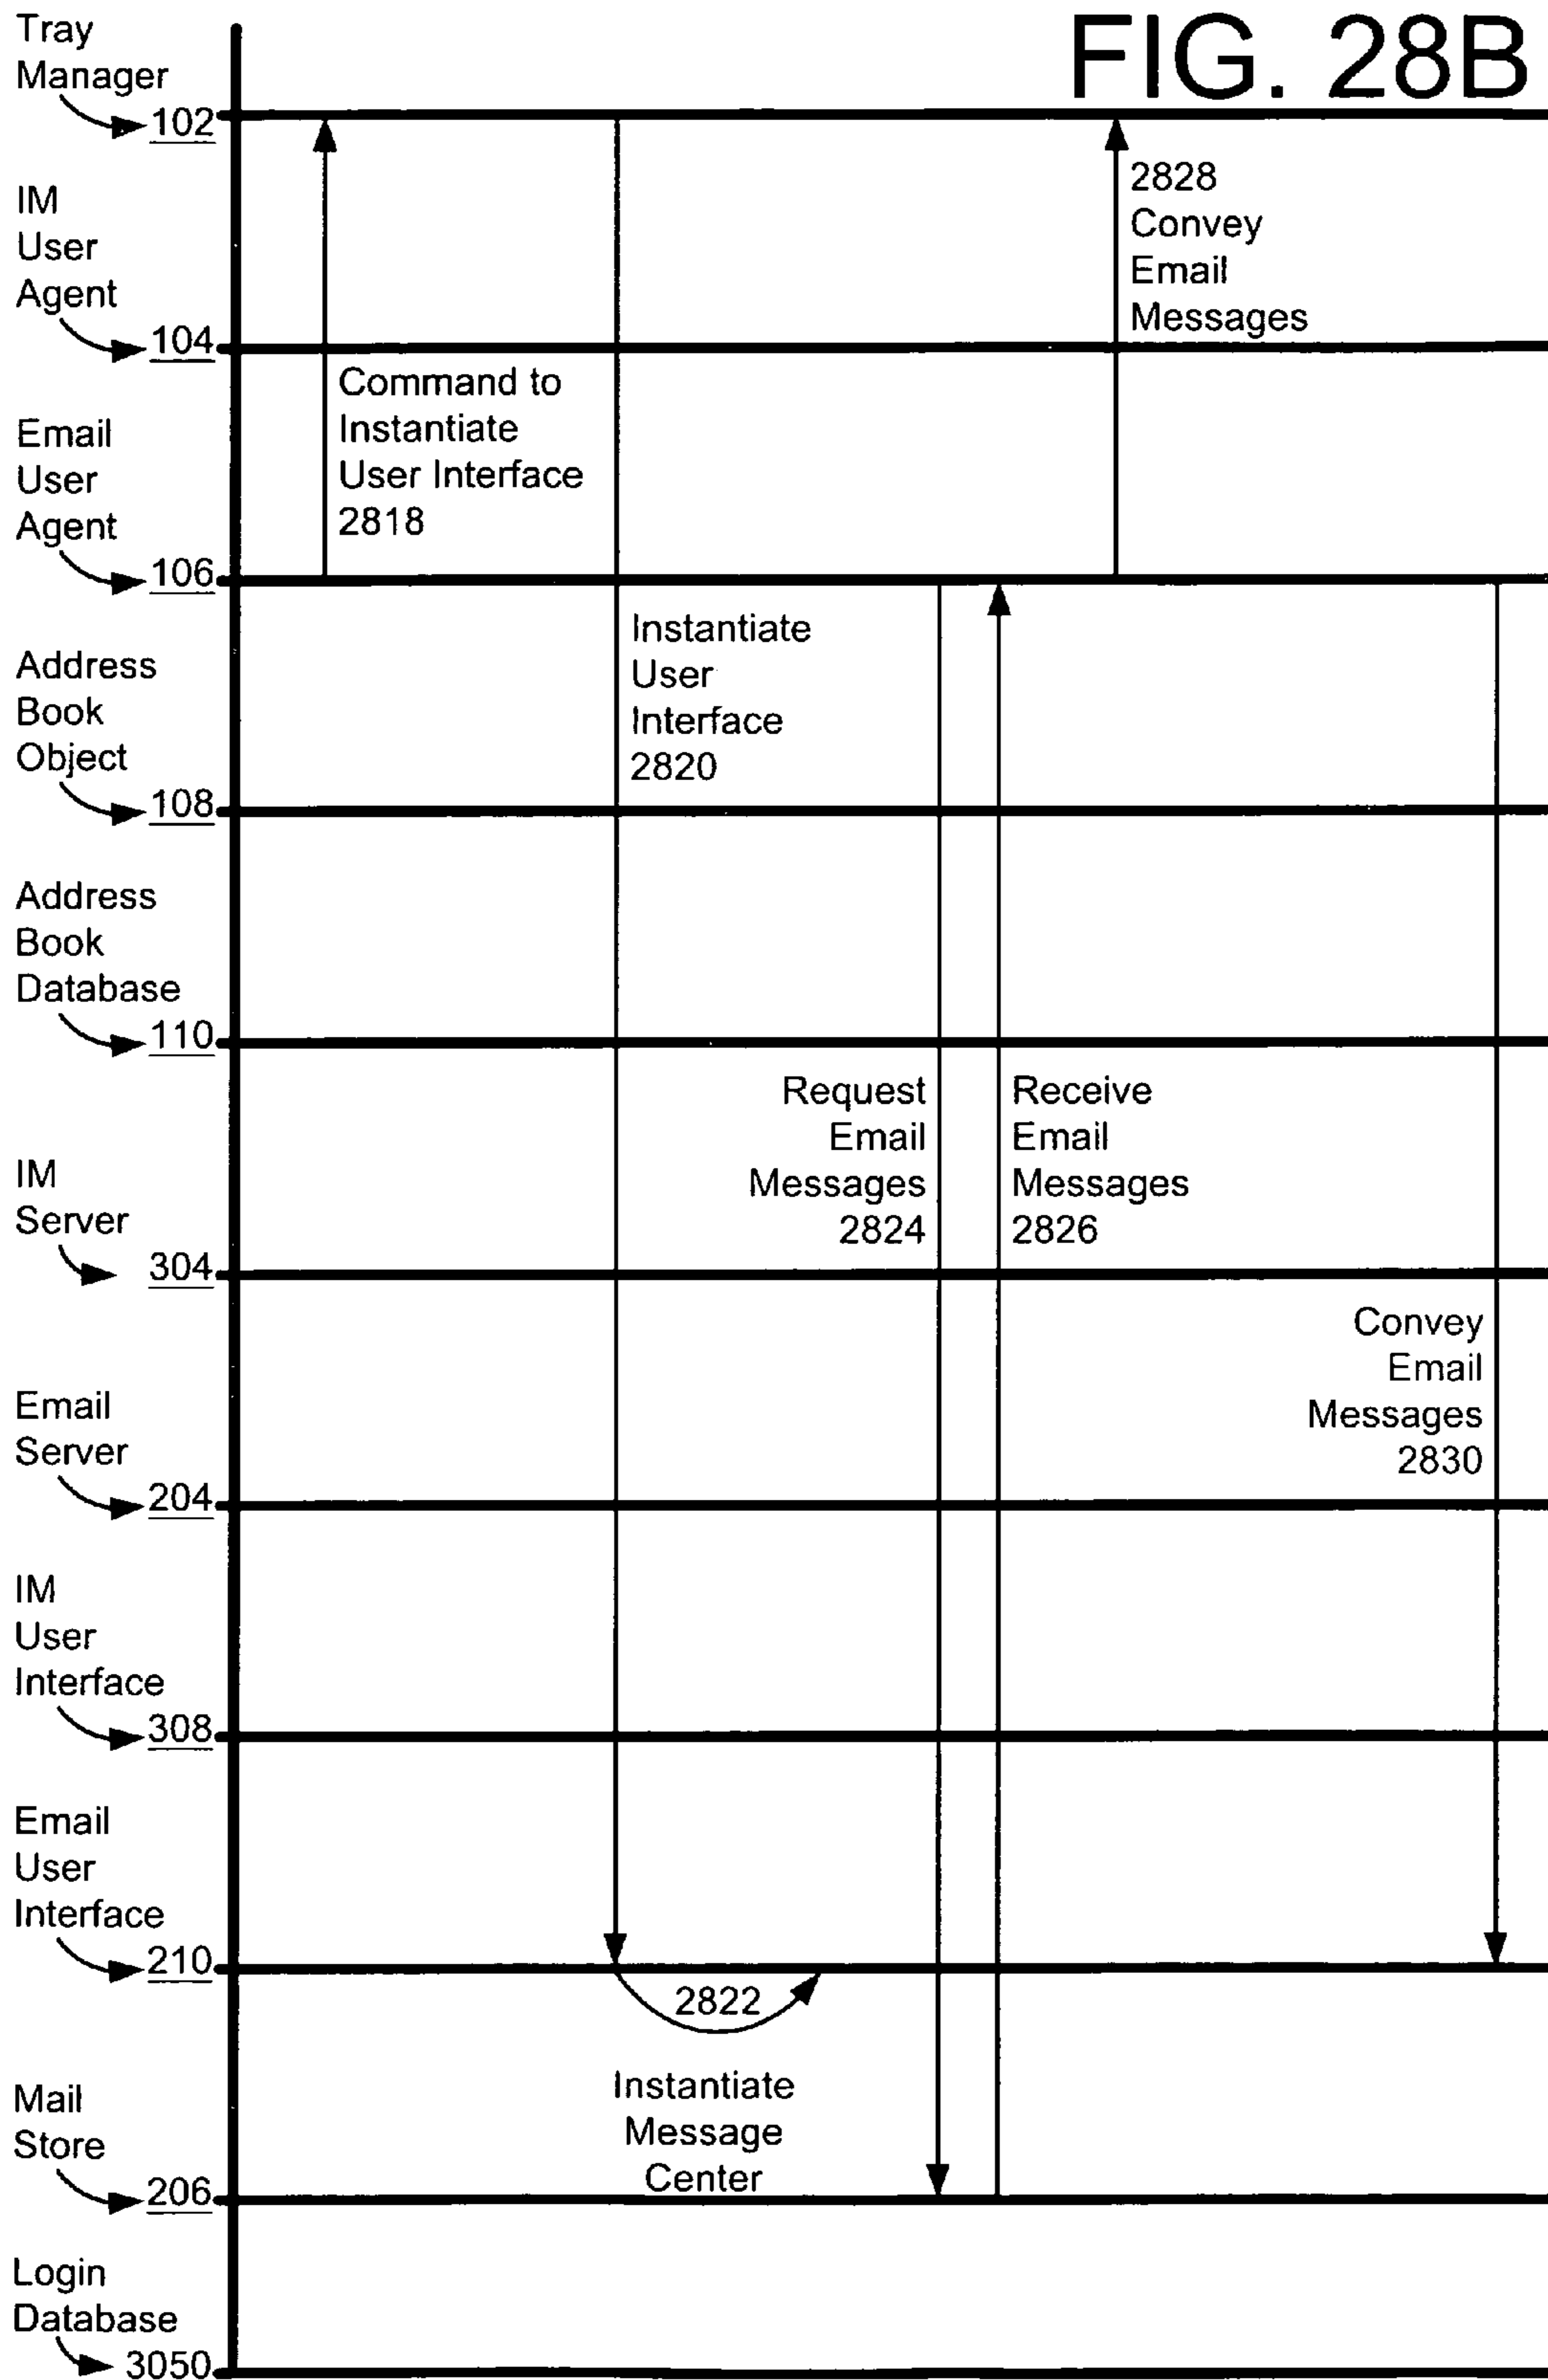 FIG. 28B
Tray
Manager
102
IM
User
Agent
104
Email
User
Agent
106
Address
Book
Object
108
Address
Book
Database
110
IM
Server
304
Email
Server
204
IM
User
Interface
308
Email
User
Interface
210
Mail
Store
206
Login
Database
3050
Command to
Instantiate
User Interface
2818
Instantiate
User
Interface
2820
2822
Instantiate
Message
Center
Request
Email
Messages
2824
Receive
Email
Messages
2826
2828
Convey
Email
Messages
Convey
Email
Messages
2830